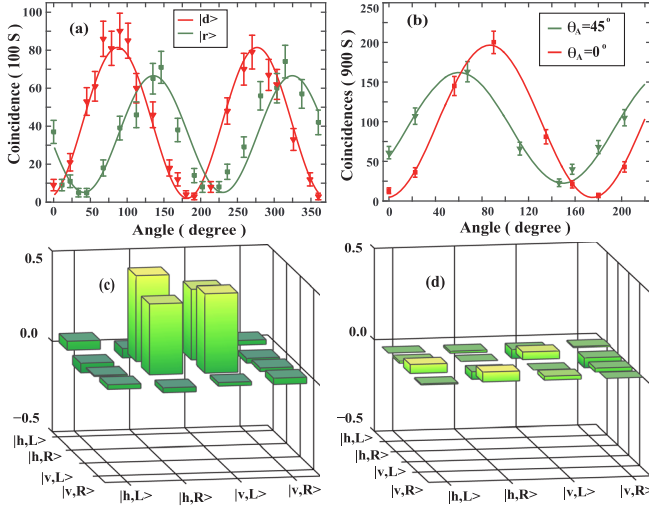 (a)
|d>
|r>
Coincidence ( 100 S )
100
80
60
40
20
0
0 50 100 150 200 250 300 350
Angle ( degree )
(b)
θA=45°
θA=0°
Coincidences ( 900 S )
250
200
150
100
50
0
0 40 80 120 160 200
Angle ( degree )
(c)
0.5
0.0
−0.5
|h,L>
|h,R>
|v,L>
|v,R>
|h,L>
|h,R>
|v,L>
|v,R>
(d)
0.5
0.0
−0.5
|h,L>
|h,R>
|v,L>
|v,R>
|h,L>
|h,R>
|v,L>
|v,R>